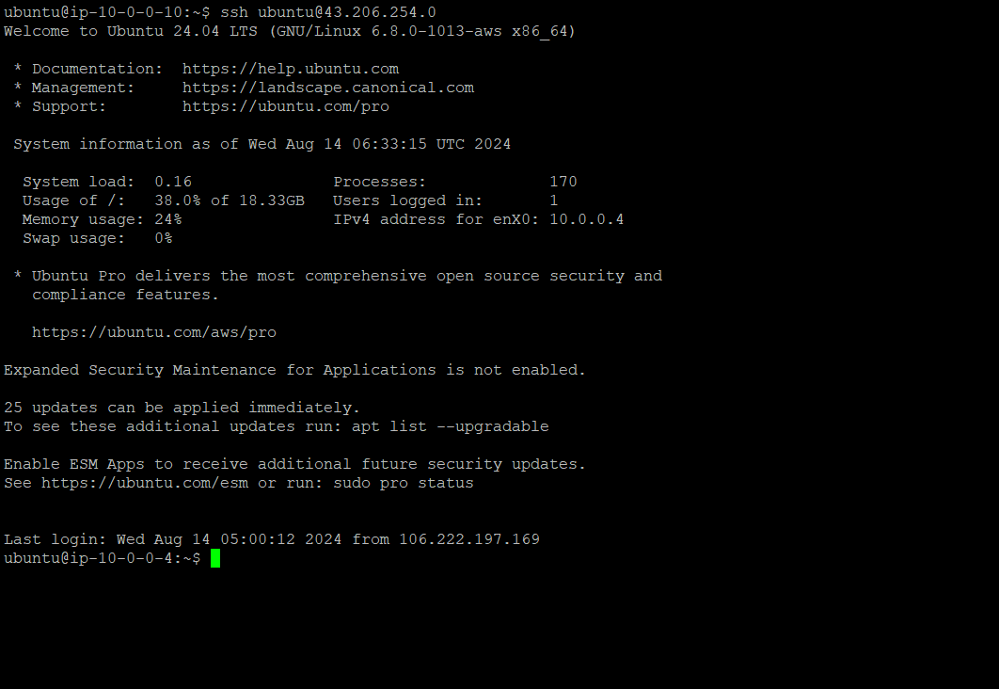 ubuntu@ip-10-0-0-10:~$ ssh ubuntu@43.206.254.0
Welcome to Ubuntu 24.04 LTS (GNU/Linux 6.8.0-1013-aws x86_64)
* Documentation:  https://help.ubuntu.com
* Management:     https://landscape.canonical.com
* Support:        https://ubuntu.com/pro
System information as of Wed Aug 14 06:33:15 UTC 2024
System load:  0.16               Processes:             170
Usage of /:   38.0% of 18.33GB   Users logged in:       1
Memory usage: 24%                IPv4 address for enX0: 10.0.0.4
Swap usage:   0%
* Ubuntu Pro delivers the most comprehensive open source security and
compliance features.
https://ubuntu.com/aws/pro
Expanded Security Maintenance for Applications is not enabled.
25 updates can be applied immediately.
To see these additional updates run: apt list --upgradable
Enable ESM Apps to receive additional future security updates.
See https://ubuntu.com/esm or run: sudo pro status
Last login: Wed Aug 14 05:00:12 2024 from 106.222.197.169
ubuntu@ip-10-0-0-4:~$